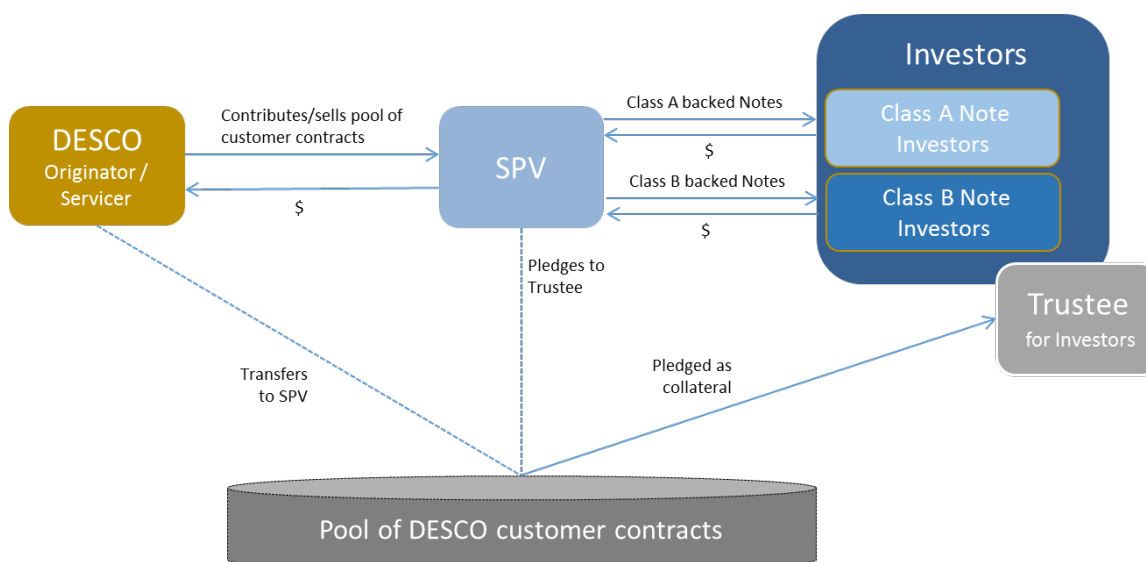 DESCO
Originator /
Servicer
Contributes/sells pool of
customer contracts
$
SPV
Class A backed Notes
$
Class B backed Notes
$
Investors
Class A Note
Investors
Class B Note
Investors
Trustee
for Investors
Pledges to
Trustee
Transfers
to SPV
Pledged as
collateral
Pool of DESCO customer contracts